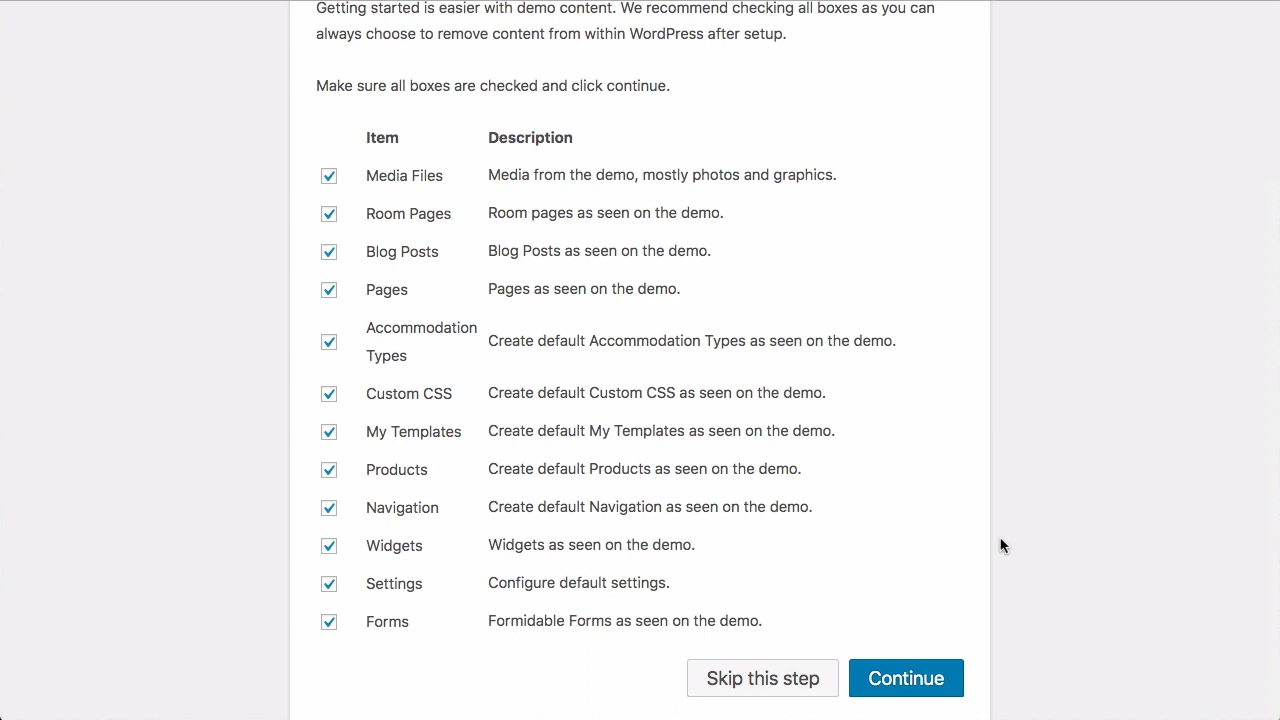 Getting started is easier with demo content. We recommend checking all boxes as you can
always choose to remove content from within WordPress after setup.
Make sure all boxes are checked and click continue.
Item Description
Media Files Media from the demo, mostly photos and graphics.
Room Pages Room pages as seen on the demo.
Blog Posts Blog Posts as seen on the demo.
Pages Pages as seen on the demo.
Accommodation
Types Create default Accommodation Types as seen on the demo.
Custom CSS Create default Custom CSS as seen on the demo.
My Templates Create default My Templates as seen on the demo.
Products Create default Products as seen on the demo.
Navigation Create default Navigation as seen on the demo.
Widgets Widgets as seen on the demo.
Settings Configure default settings.
Forms Formidable Forms as seen on the demo.
Skip this step Continue